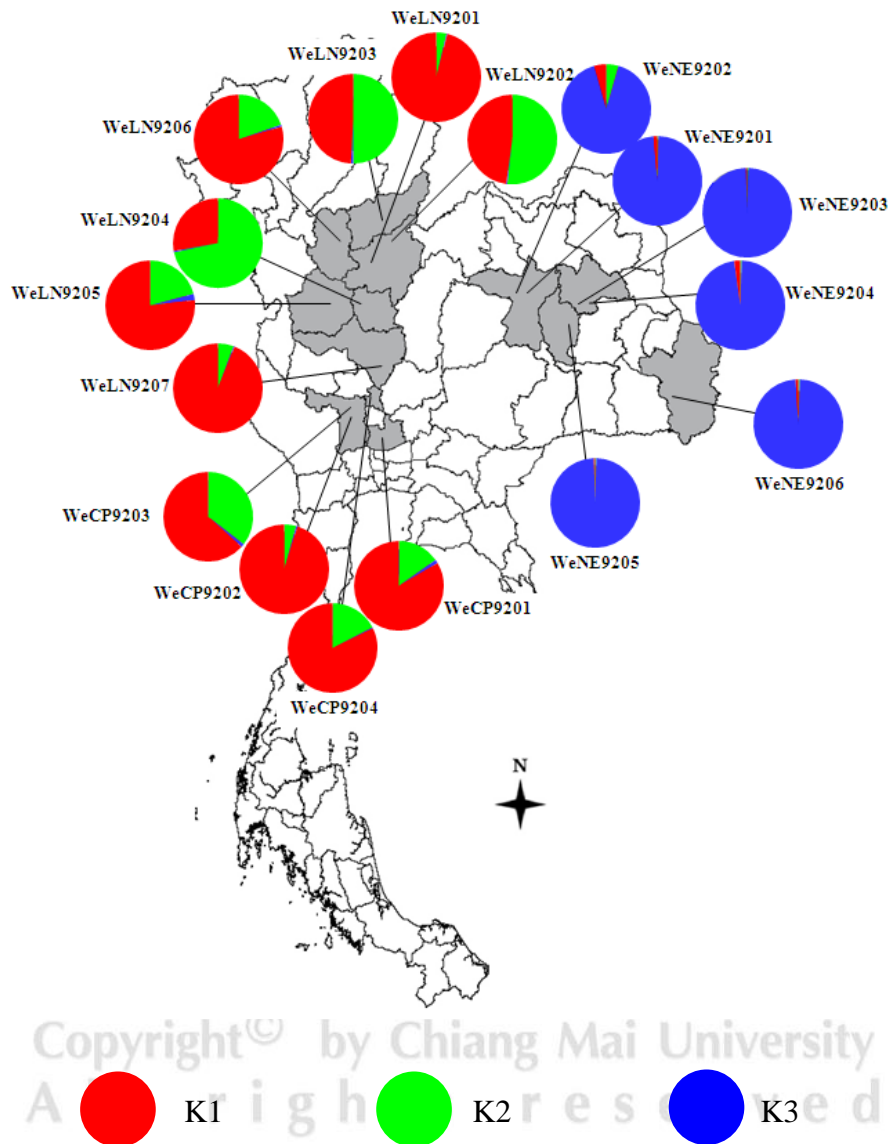 WeLN9201
WeLN9203
WeLN9202
WeNE9202
WeLN9206
WeNE9201
WeNE9203
WeLN9204
WeLN9205
WeNE9204
WeLN9207
WeNE9206
WeCP9203
WeNE9205
WeCP9202
WeCP9201
WeCP9204
N
Copyright© by Chiang Mai University
A r i g h r e s e v e d
K1 K2 K3